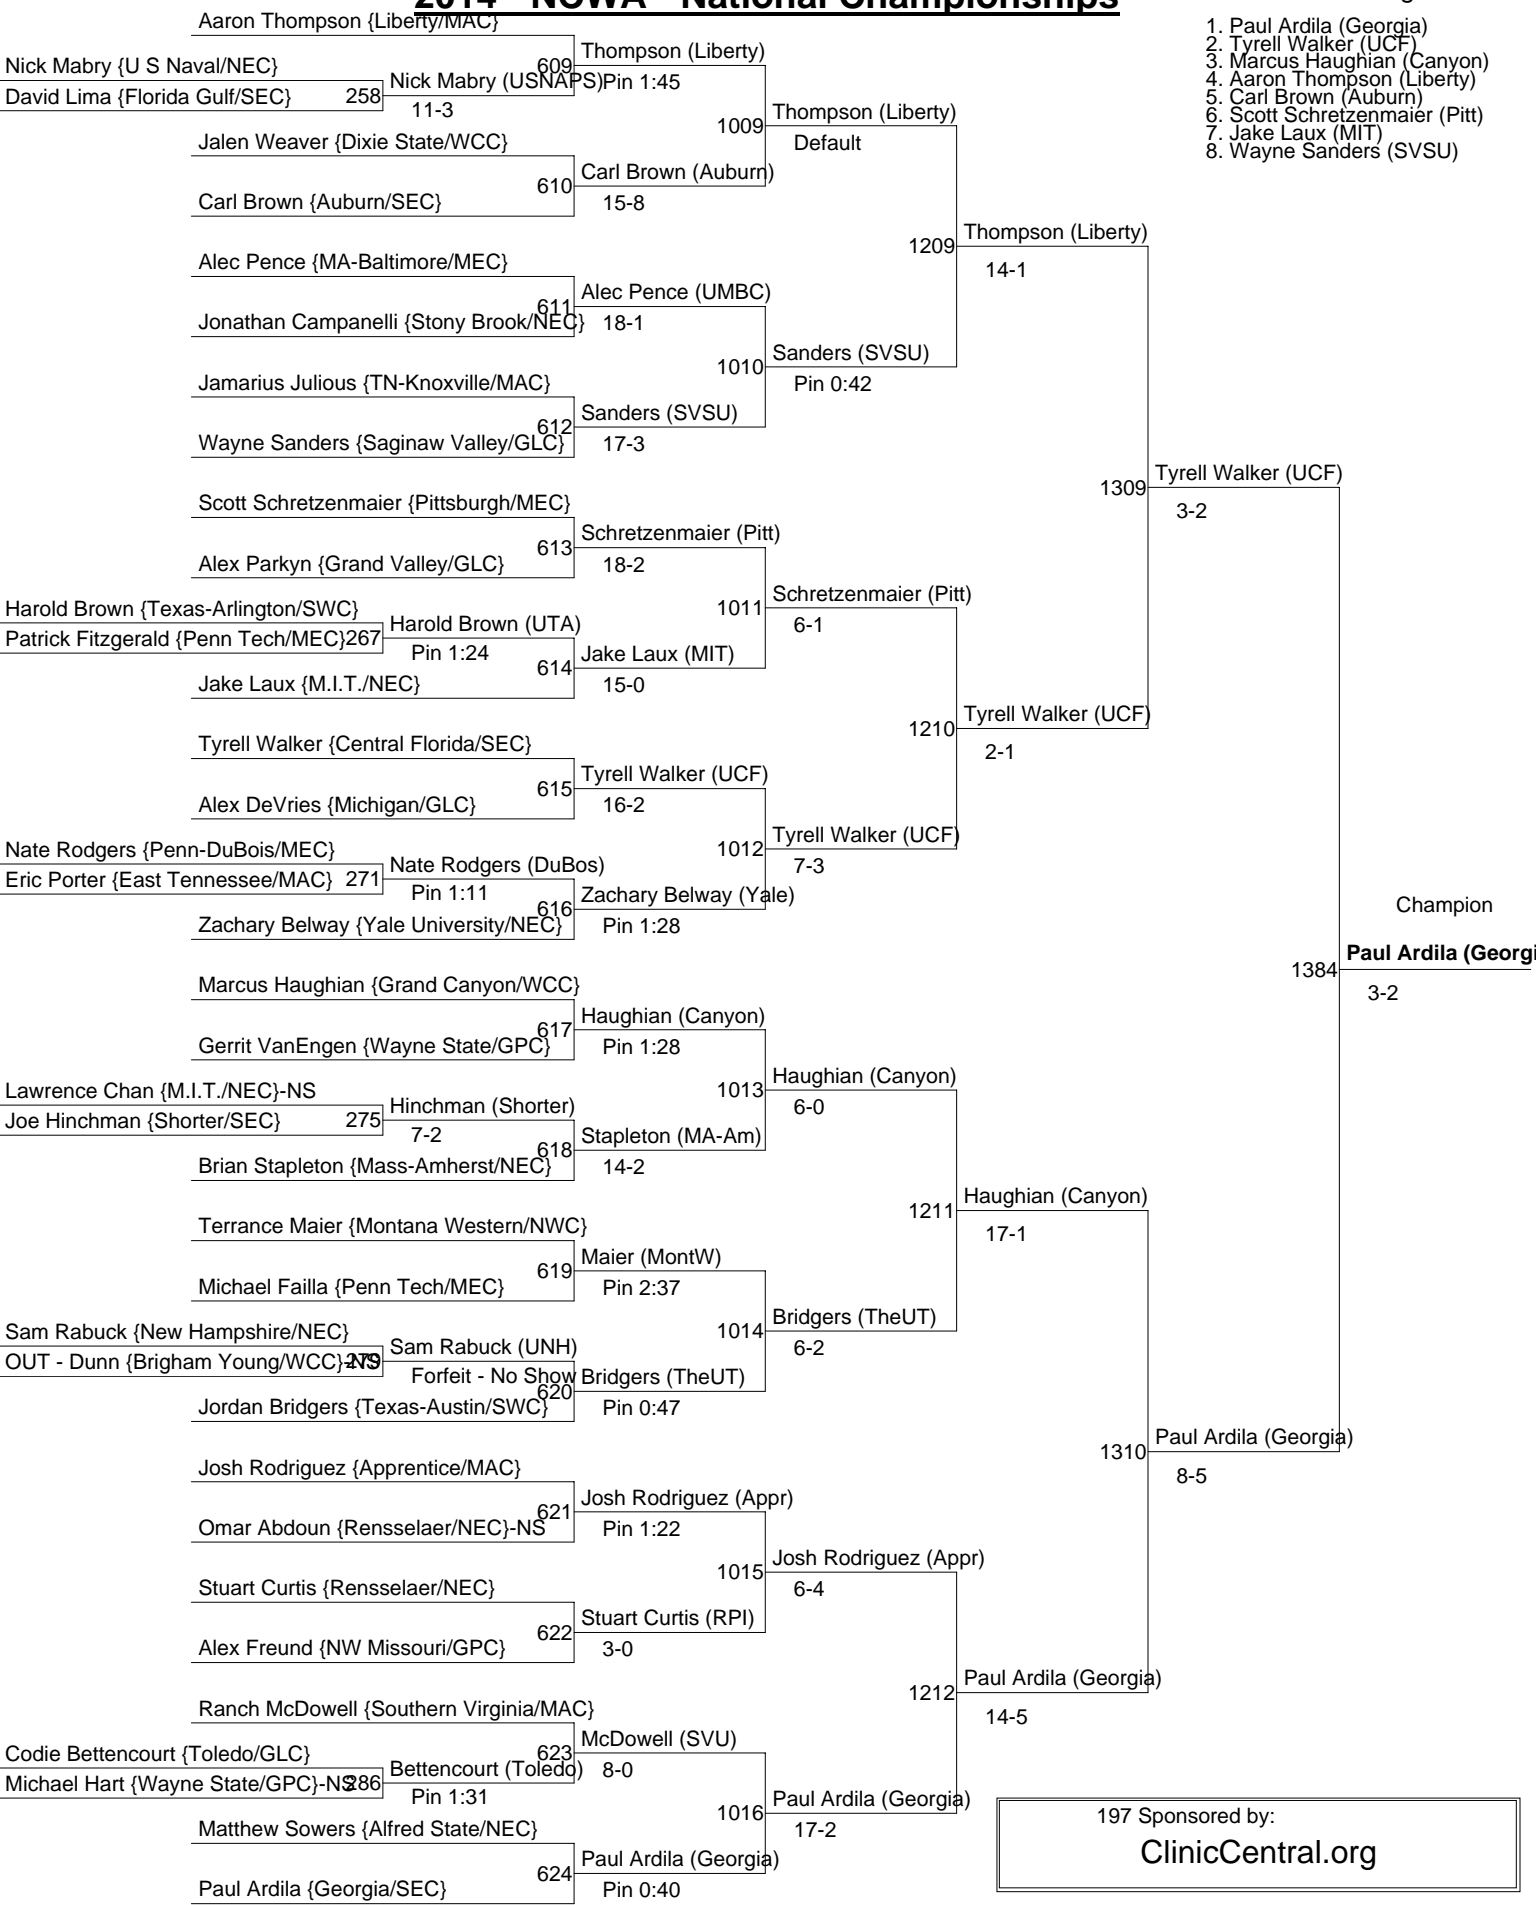 2014 - NCWA - National Championships
1. Paul Ardila (Georgia)
2. Tyrell Walker (UCF)
3. Marcus Haughian (Canyon)
4. Aaron Thompson (Liberty)
5. Carl Brown (Auburn)
6. Scott Schretzenmaier (Pitt)
7. Jake Laux (MIT)
8. Wayne Sanders (SVSU)
Aaron Thompson {Liberty/MAC}
Thompson (Liberty)
609
Pin 1:45
Nick Mabry {U S Naval/NEC}
David Lima {Florida Gulf/SEC}
258
Nick Mabry (USNAPS)
11-3
1009
Thompson (Liberty)
Default
Jalen Weaver {Dixie State/WCC}
610
Carl Brown (Auburn)
15-8
Carl Brown {Auburn/SEC}
1209
Thompson (Liberty)
14-1
Alec Pence {MA-Baltimore/MEC}
611
Alec Pence (UMBC)
18-1
Jonathan Campanelli {Stony Brook/NEC}
1010
Sanders (SVSU)
Pin 0:42
Jamarius Julious {TN-Knoxville/MAC}
612
Sanders (SVSU)
17-3
Wayne Sanders {Saginaw Valley/GLC}
1309
Tyrell Walker (UCF)
3-2
Scott Schretzenmaier {Pittsburgh/MEC}
613
Schretzenmaier (Pitt)
18-2
Alex Parkyn {Grand Valley/GLC}
1011
Schretzenmaier (Pitt)
6-1
Harold Brown {Texas-Arlington/SWC}
Patrick Fitzgerald {Penn Tech/MEC}
267
Harold Brown (UTA)
Pin 1:24
614
Jake Laux (MIT)
15-0
Jake Laux {M.I.T./NEC}
1210
Tyrell Walker (UCF)
2-1
Tyrell Walker {Central Florida/SEC}
615
Tyrell Walker (UCF)
16-2
Alex DeVries {Michigan/GLC}
1012
Tyrell Walker (UCF)
7-3
Nate Rodgers {Penn-DuBois/MEC}
Eric Porter {East Tennessee/MAC}
271
Nate Rodgers (DuBos)
Pin 1:11
616
Zachary Belway (Yale)
Pin 1:28
Zachary Belway {Yale University/NEC}
Champion
1384
Paul Ardila (Georgi
3-2
Marcus Haughian {Grand Canyon/WCC}
617
Haughian (Canyon)
Pin 1:28
Gerrit VanEngen {Wayne State/GPC}
1013
Haughian (Canyon)
6-0
Lawrence Chan {M.I.T./NEC}-NS
Joe Hinchman {Shorter/SEC}
275
Hinchman (Shorter)
7-2
618
Stapleton (MA-Am)
14-2
Brian Stapleton {Mass-Amherst/NEC}
1211
Haughian (Canyon)
17-1
Terrance Maier {Montana Western/NWC}
619
Maier (MontW)
Pin 2:37
Michael Failla {Penn Tech/MEC}
1014
Bridgers (TheUT)
6-2
Sam Rabuck {New Hampshire/NEC}
OUT - Dunn {Brigham Young/WCC}-NS
279
Sam Rabuck (UNH)
Forfeit - No Show
620
Bridgers (TheUT)
Pin 0:47
Jordan Bridgers {Texas-Austin/SWC}
1310
Paul Ardila (Georgia)
8-5
Josh Rodriguez {Apprentice/MAC}
621
Josh Rodriguez (Appr)
Pin 1:22
Omar Abdoun {Rensselaer/NEC}-NS
1015
Josh Rodriguez (Appr)
6-4
Stuart Curtis {Rensselaer/NEC}
622
Stuart Curtis (RPI)
3-0
Alex Freund {NW Missouri/GPC}
1212
Paul Ardila (Georgia)
14-5
Ranch McDowell {Southern Virginia/MAC}
623
McDowell (SVU)
8-0
Codie Bettencourt {Toledo/GLC}
Michael Hart {Wayne State/GPC}-NS
286
Bettencourt (Toledo)
Pin 1:31
1016
Paul Ardila (Georgia)
17-2
Matthew Sowers {Alfred State/NEC}
624
Paul Ardila (Georgia)
Pin 0:40
Paul Ardila {Georgia/SEC}
197 Sponsored by:
ClinicCentral.org